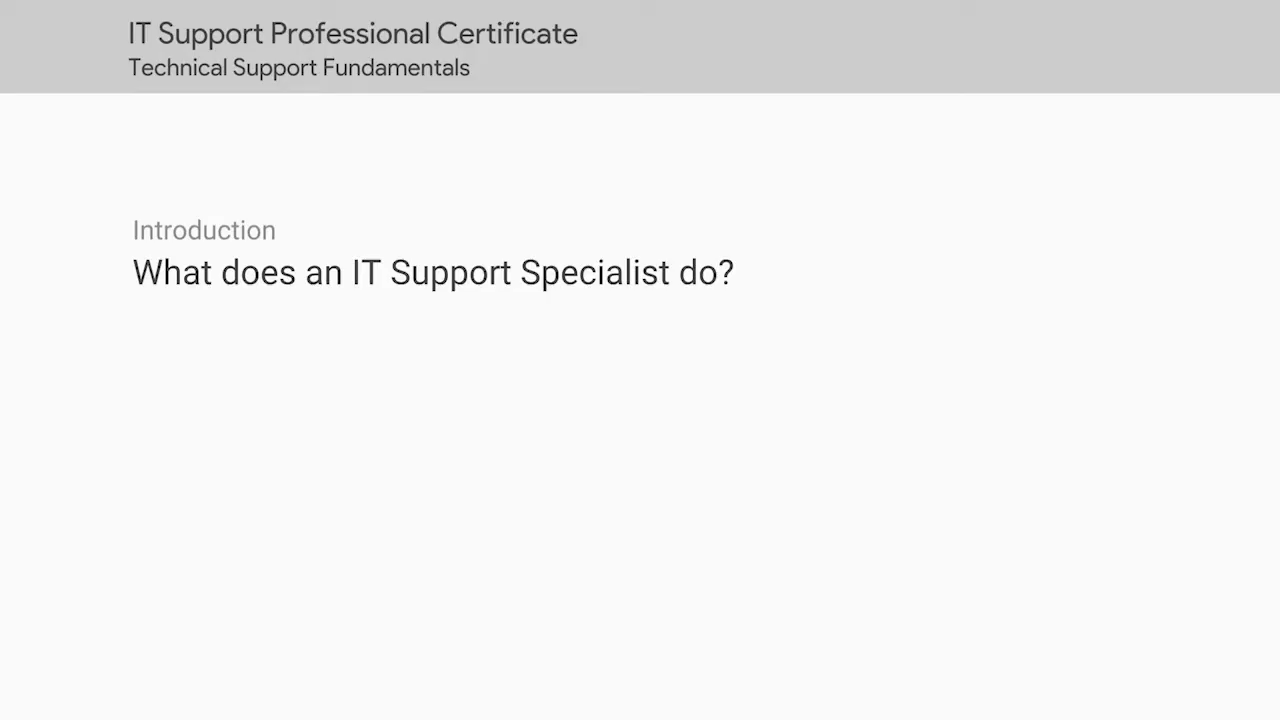 IT Support Professional Certificate
Technical Support Fundamentals
Introduction
What does an IT Support Specialist do?